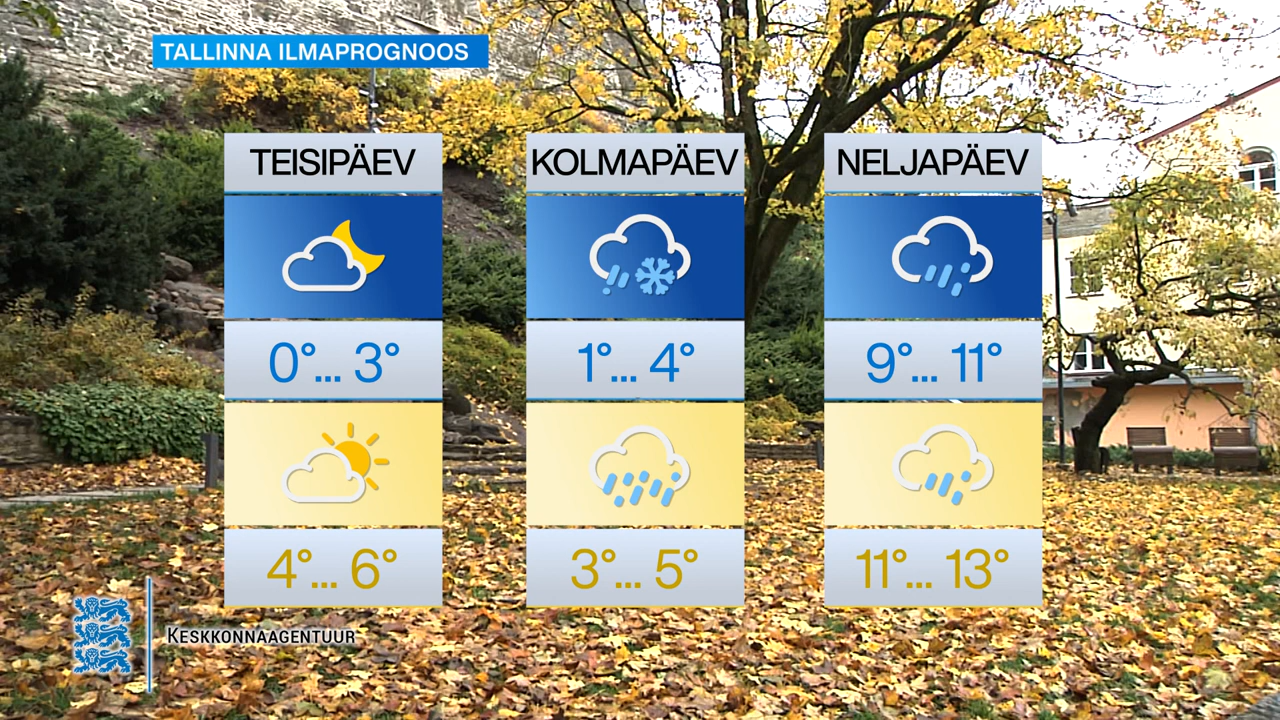 TALLINNA ILMAPROGNOOS
TEISIPÄEV
0°... 3°
4°... 6°
KOLMAPÄEV
1°... 4°
3°... 5°
NELJAPÄEV
9°... 11°
11°... 13°
KESKKONNAAGENTUUR